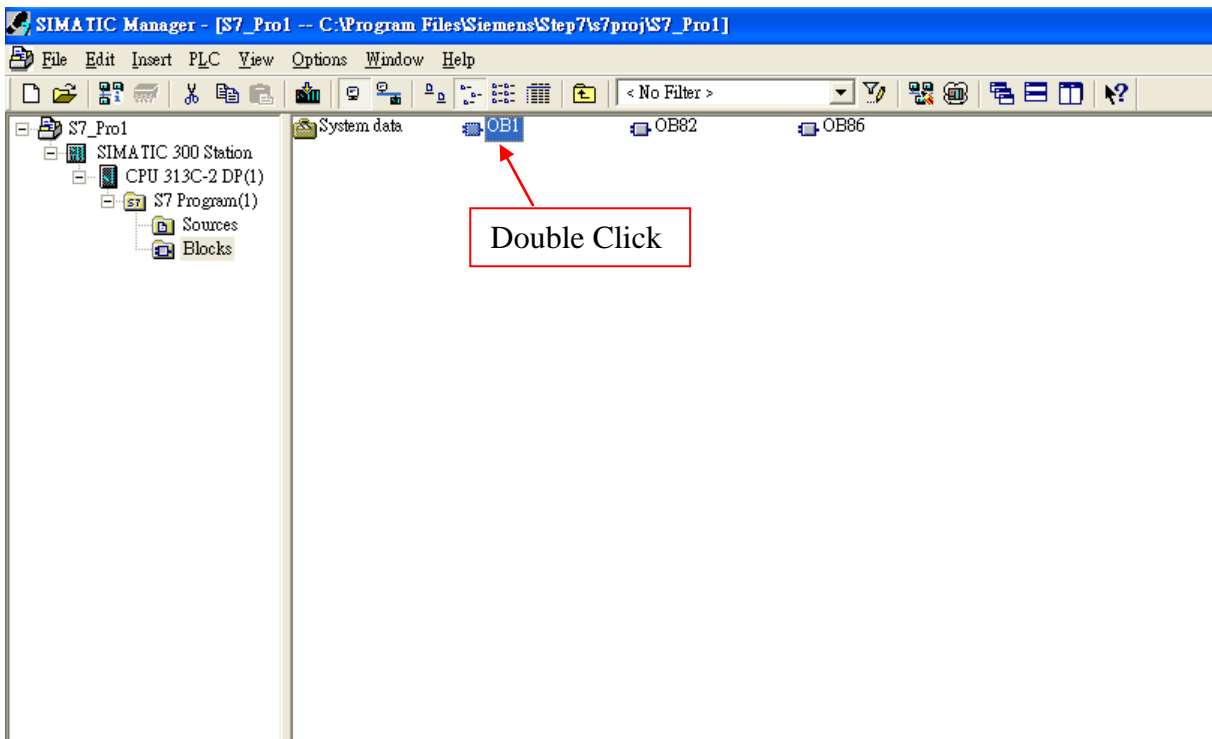 SIMATIC Manager - [S7_Pro1 -- C:\Program Files\Siemens\Step7\s7proj\S7_Pro1]
File Edit Insert PLC View Options Window Help
< No Filter >
S7_Pro1
SIMATIC 300 Station
CPU 313C-2 DP(1)
S7 Program(1)
Sources
Blocks
System data OB1 OB82 OB86
Double Click